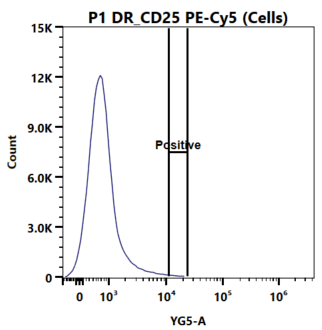 P1 DR_CD25 PE-Cy5 (Cells)
15K
12K
9.0K
6.0K
3.0K
0
Count
Positive
0 10³ 10⁴ 10⁵ 10⁶
YG5-A